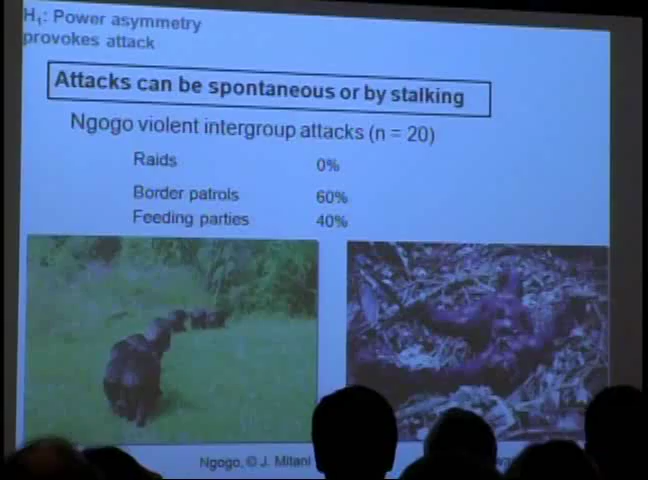 H₁: Power asymmetry
provokes attack
Attacks can be spontaneous or by stalking
Ngogo violent intergroup attacks (n = 20)
Raids 0%
Border patrols 60%
Feeding parties 40%
Ngogo, © J. Mitani